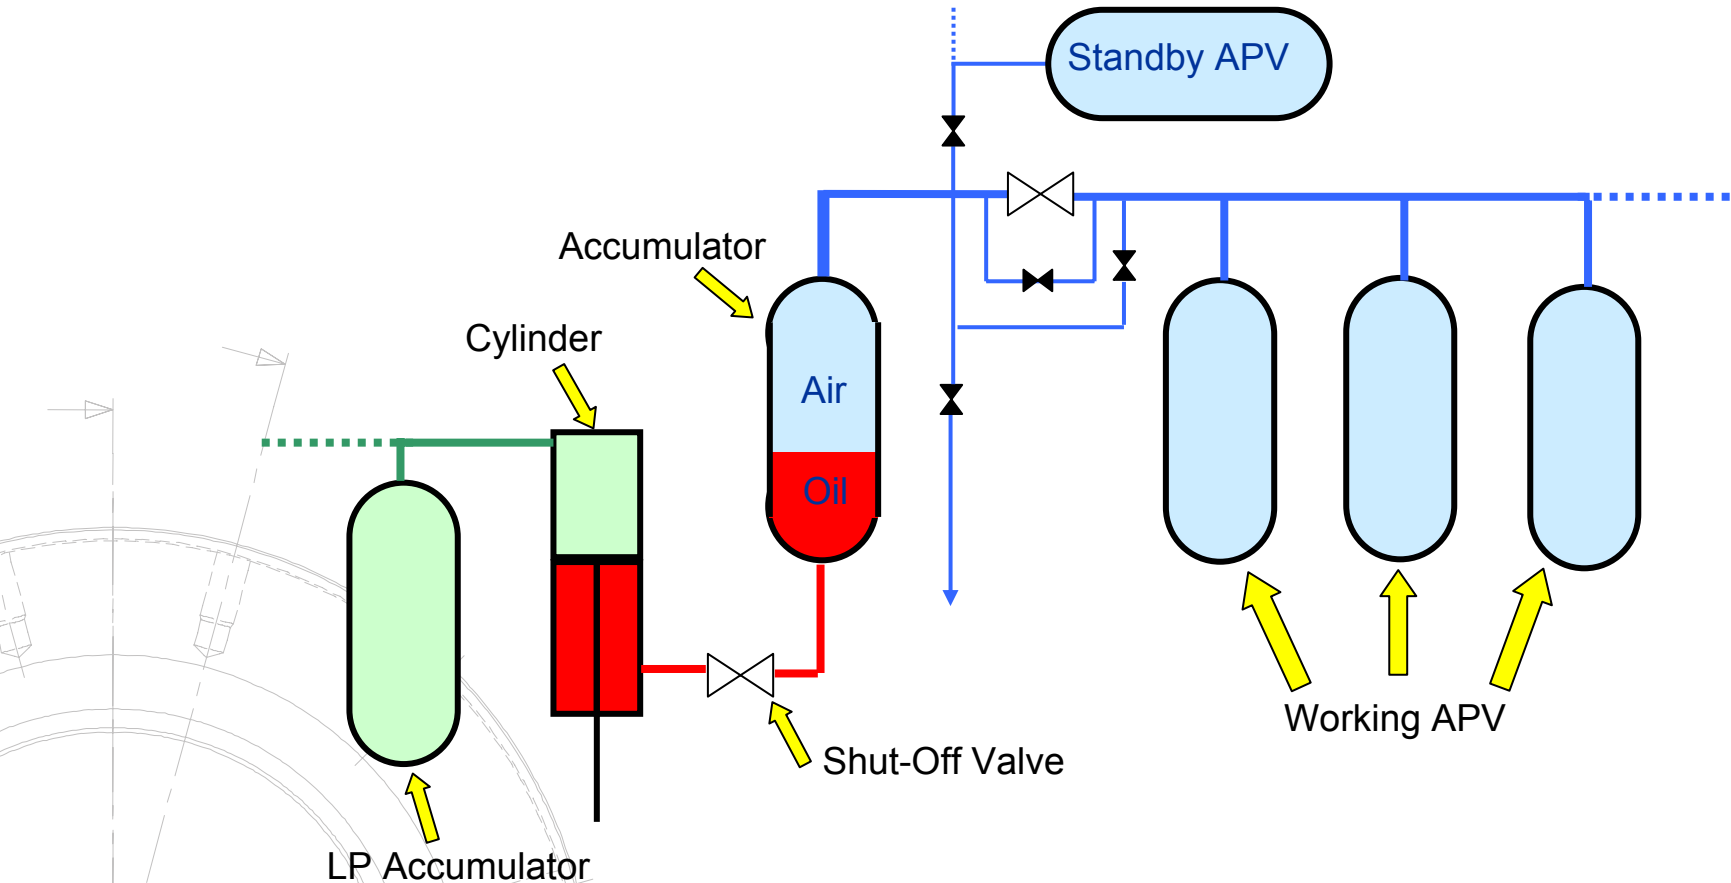 Standby APV
Accumulator
Cylinder
Air
Oil
Working APV
Shut-Off Valve
LP Accumulator